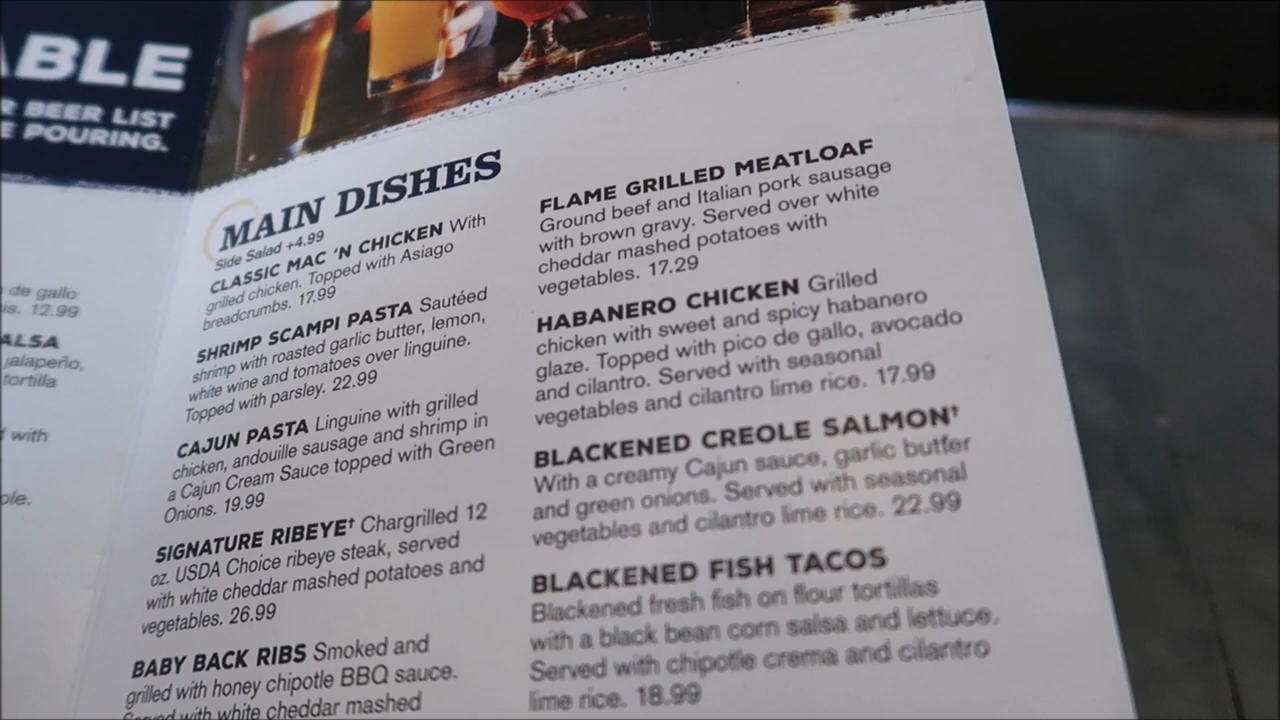 ABLE
R BEER LIST
E POURING.
de gallo
12.99
ALSA
jalapeño,
tortilla
with
MAIN DISHES
Side Salad +4.99
CLASSIC MAC 'N CHICKEN With
grilled chicken. Topped with Asiago
breadcrumbs. 17.99
SHRIMP SCAMPI PASTA Sautéed
shrimp with roasted garlic butter, lemon,
white wine and tomatoes over linguine.
Topped with parsley. 22.99
CAJUN PASTA Linguine with grilled
chicken, andouille sausage and shrimp in
a Cajun Cream Sauce topped with Green
Onions. 19.99
SIGNATURE RIBEYE† Chargrilled 12
oz. USDA Choice ribeye steak, served
with white cheddar mashed potatoes and
vegetables. 26.99
BABY BACK RIBS Smoked and
grilled with honey chipotle BBQ sauce.
Served with white cheddar mashed
FLAME GRILLED MEATLOAF
Ground beef and Italian pork sausage
with brown gravy. Served over white
cheddar mashed potatoes with
vegetables. 17.29
HABANERO CHICKEN Grilled
chicken with sweet and spicy habanero
glaze. Topped with pico de gallo, avocado
and cilantro. Served with seasonal
vegetables and cilantro lime rice. 17.99
BLACKENED CREOLE SALMON†
With a creamy Cajun sauce, garlic butter
and green onions. Served with seasonal
vegetables and cilantro lime rice. 22.99
BLACKENED FISH TACOS
Blackened fresh fish on flour tortillas
with a black bean corn salsa and lettuce.
Served with chipotle crema and cilantro
lime rice. 18.99